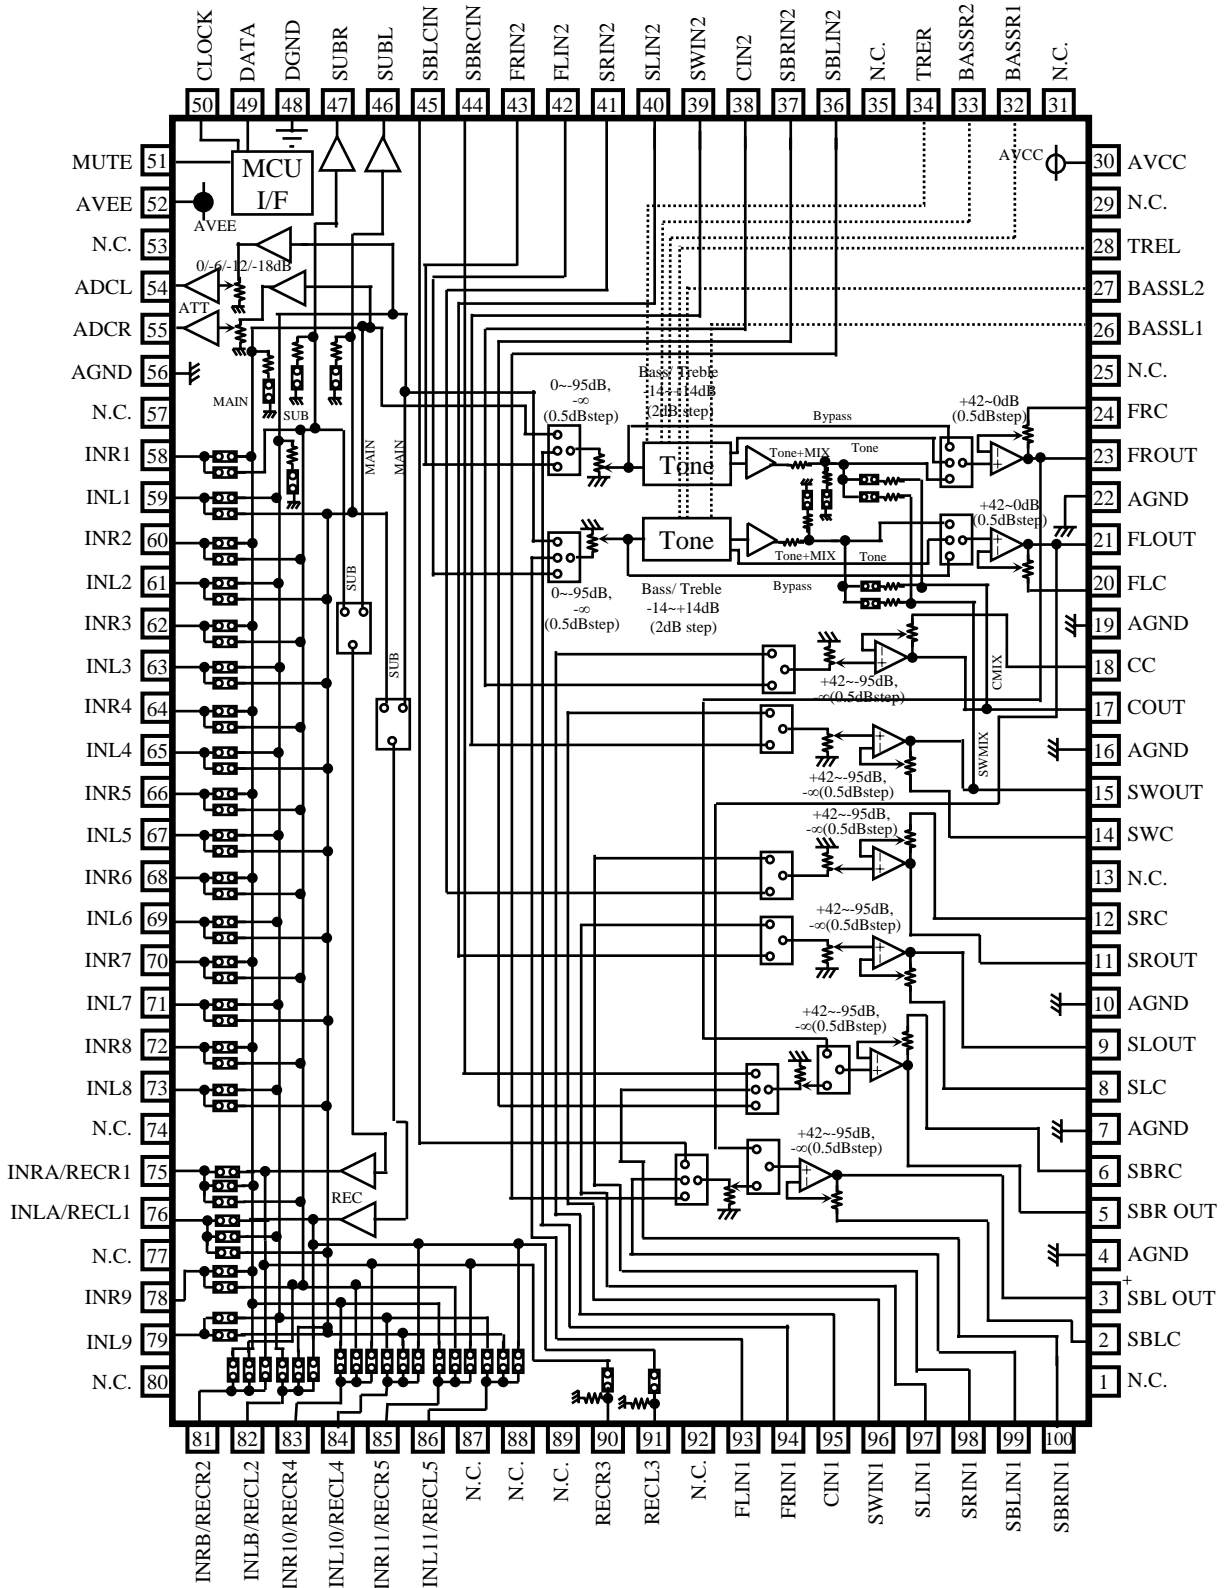 CLOCK
DATA
DGND
SUBR
SUBL
SBLCIN
SBRCIN
FRIN2
FLIN2
SRIN2
SLIN2
SWIN2
CIN2
SBRIN2
SBLIN2
N.C.
TRER
BASSR2
BASSR1
N.C.
50
49
48
47
46
45
44
43
42
41
40
39
38
37
36
35
34
33
32
31
MUTE 51
AVEE 52
N.C. 53
ADCL 54
ADCR 55
AGND 56
N.C. 57
INR1 58
INL1 59
INR2 60
INL2 61
INR3 62
INL3 63
INR4 64
INL4 65
INR5 66
INL5 67
INR6 68
INL6 69
INR7 70
INL7 71
INR8 72
INL8 73
N.C. 74
INRA/RECR1 75
INLA/RECL1 76
N.C. 77
INR9 78
INL9 79
N.C. 80
MCU
I/F
AVEE
0/-6/-12/-18dB
ATT
MAIN
SUB
MAIN
MAIN
SUB
SUB
REC
0~-95dB,
-∞
(0.5dBstep)
Bass/ Treble
-14~+14dB
(2dB step)
Bypass
+42~0dB
(0.5dBstep)
Tone
Tone+MIX
Tone
+42~0dB
(0.5dBstep)
Tone
Tone+MIX
Tone
Bypass
0~-95dB,
-∞
(0.5dBstep)
Bass/ Treble
-14~+14dB
(2dB step)
+42~-95dB,
-∞(0.5dBstep)
CMIX
SWMIX
+42~-95dB,
-∞(0.5dBstep)
+42~-95dB,
-∞(0.5dBstep)
+42~-95dB,
-∞(0.5dBstep)
+42~-95dB,
-∞(0.5dBstep)
+42~-95dB,
-∞(0.5dBstep)
AVCC
30 AVCC
29 N.C.
28 TREL
27 BASSL2
26 BASSL1
25 N.C.
24 FRC
23 FROUT
22 AGND
21 FLOUT
20 FLC
19 AGND
18 CC
17 COUT
16 AGND
15 SWOUT
14 SWC
13 N.C.
12 SRC
11 SROUT
10 AGND
9 SLOUT
8 SLC
7 AGND
6 SBRC
5 SBR OUT
4 AGND
+
3 SBL OUT
2 SBLC
1 N.C.
81
82
83
84
85
86
87
88
89
90
91
92
93
94
95
96
97
98
99
100
INRB/RECR2
INLB/RECL2
INR10/RECR4
INL10/RECL4
INR11/RECR5
INL11/RECL5
N.C.
N.C.
N.C.
RECR3
RECL3
N.C.
FLIN1
FRIN1
CIN1
SWIN1
SLIN1
SRIN1
SBLIN1
SBRIN1